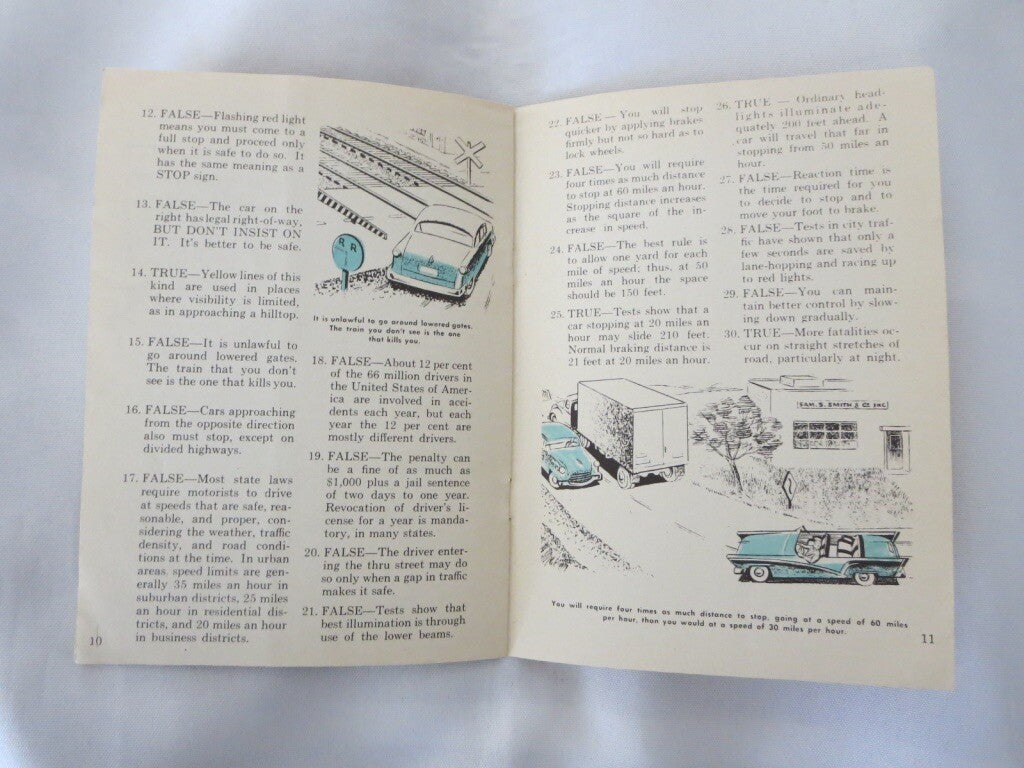 12. FALSE—Flashing red light
means you must come to a
full stop and proceed only
when it is safe to do so. It
has the same meaning as a
STOP sign.
13. FALSE—The car on the
right has legal right-of-way,
BUT DON'T INSIST ON
IT. It's better to be safe.
14. TRUE—Yellow lines of this
kind are used in places
where visibility is limited,
as in approaching a hilltop.
15. FALSE—It is unlawful to
go around lowered gates.
The train that you don't
see is the one that kills you.
16. FALSE—Cars approaching
from the opposite direction
also must stop, except on
divided highways.
17. FALSE—Most state laws
require motorists to drive
at speeds that are safe, rea-
sonable, and proper, con-
sidering the weather, traffic
density, and road condi-
tions at the time. In urban
areas, speed limits are gen-
erally 35 miles an hour in
suburban districts, 25 miles
an hour in residential dis-
tricts, and 20 miles an hour
in business districts.
10
R R
It is unlawful to go around lowered gates.
The train you don't see is the one
that kills you.
18. FALSE—About 12 per cent
of the 66 million drivers in
the United States of Amer-
ica are involved in acci-
dents each year, but each
year the 12 per cent are
mostly different drivers.
19. FALSE—The penalty can
be a fine of as much as
$1,000 plus a jail sentence
of two days to one year.
Revocation of driver's li-
cense for a year is manda-
tory, in many states.
20. FALSE—The driver enter-
ing the thru street may do
so only when a gap in traffic
makes it safe.
21. FALSE—Tests show that
best illumination is through
use of the lower beams.
22. FALSE—You will stop
quicker by applying brakes
firmly but not so hard as to
lock wheels.
23. FALSE—You will require
four times as much distance
to stop at 60 miles an hour.
Stopping distance increases
as the square of the in-
crease in speed.
24. FALSE—The best rule is
to allow one yard for each
mile of speed; thus, at 50
miles an hour the space
should be 150 feet.
25. TRUE—Tests show that a
car stopping at 20 miles an
hour may slide 210 feet.
Normal braking distance is
21 feet at 20 miles an hour.
26. TRUE — Ordinary head-
lights illuminate ade-
quately 200 feet ahead. A
car will travel that far in
stopping from 50 miles an
hour.
27. FALSE—Reaction time is
the time required for you
to decide to stop and to
move your foot to brake.
28. FALSE—Tests in city traf-
fic have shown that only a
few seconds are saved by
lane-hopping and racing up
to red lights.
29. FALSE—You can main-
tain better control by slow-
ing down gradually.
30. TRUE—More fatalities oc-
cur on straight stretches of
road, particularly at night.
SAM. S. SMITH & CO INC.
You will require four times as much distance to stop, going at a speed of 60 miles
per hour, than you would at a speed of 30 miles per hour.
11